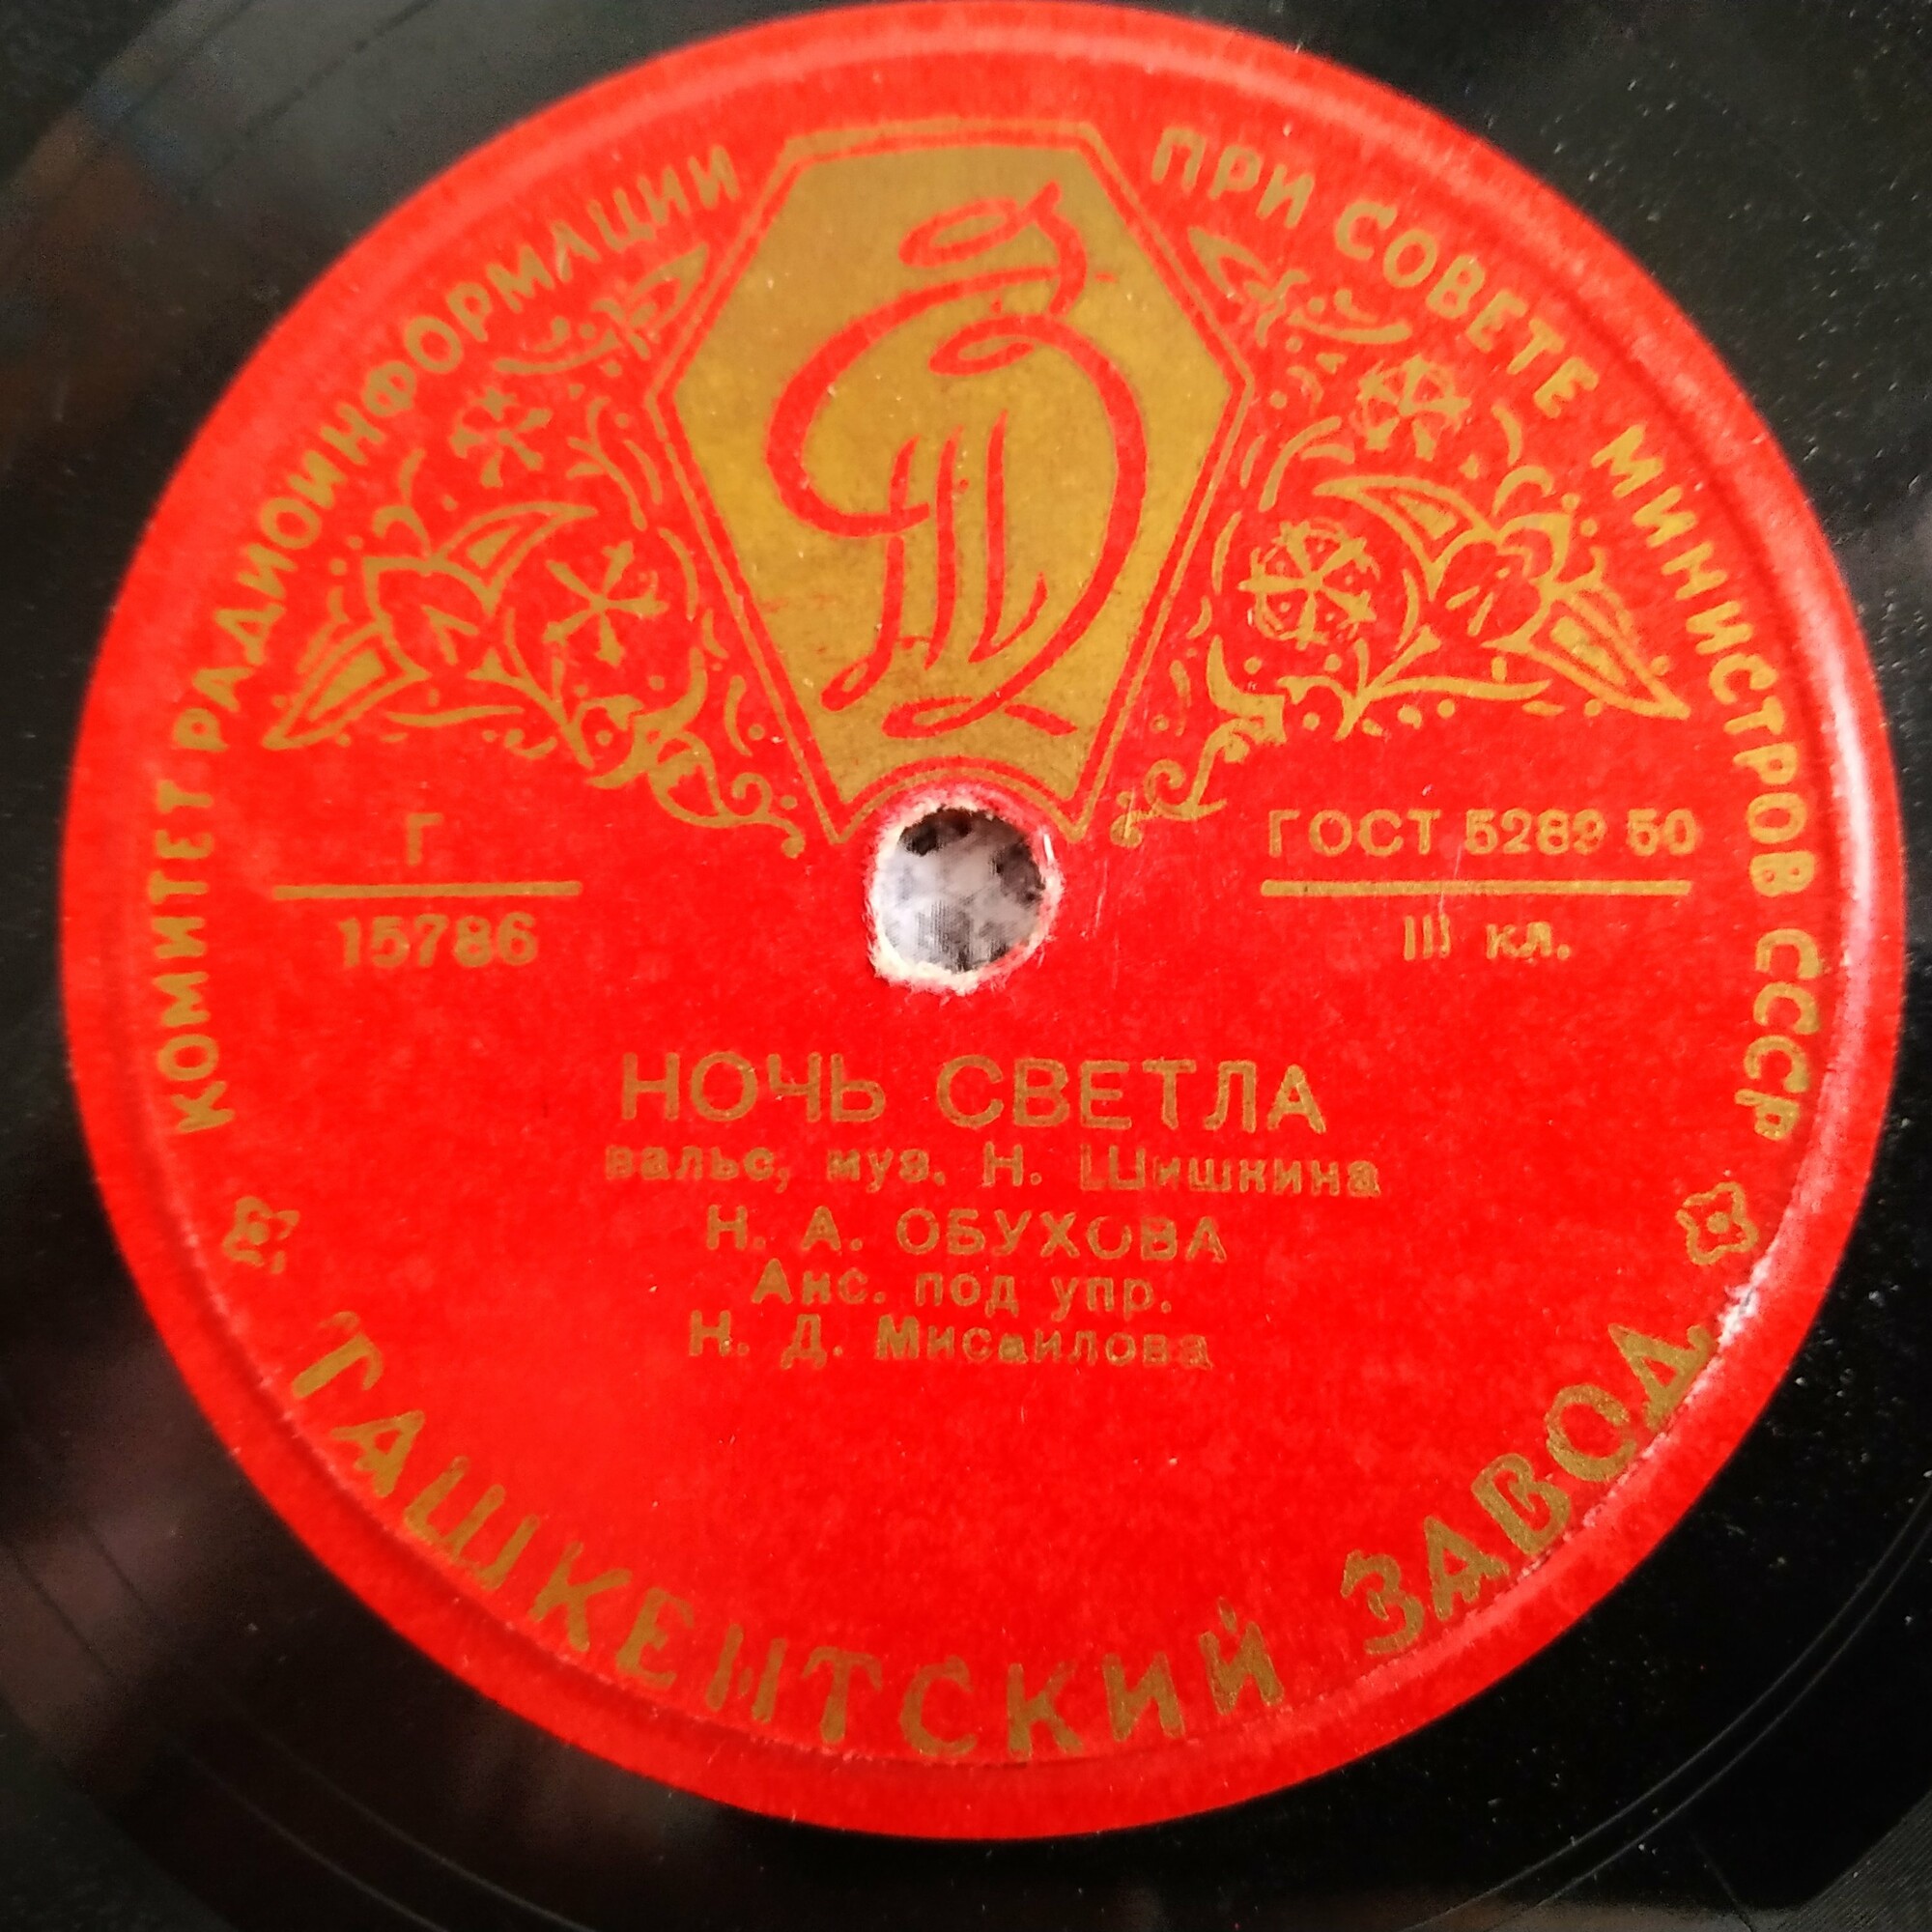 КОМИТЕТ РАДИОИНФОРМАЦИИ ПРИ СОВЕТЕ МИНИСТРОВ СССР
Г
15786
ГОСТ 5289 50
III кл.
НОЧЬ СВЕТЛА
вальс, муз. Н. Шишкина
Н. А. ОБУХОВА
Анс. под упр.
Н. Д. Мисаилова
ТАШКЕНТСКИЙ ЗАВОД